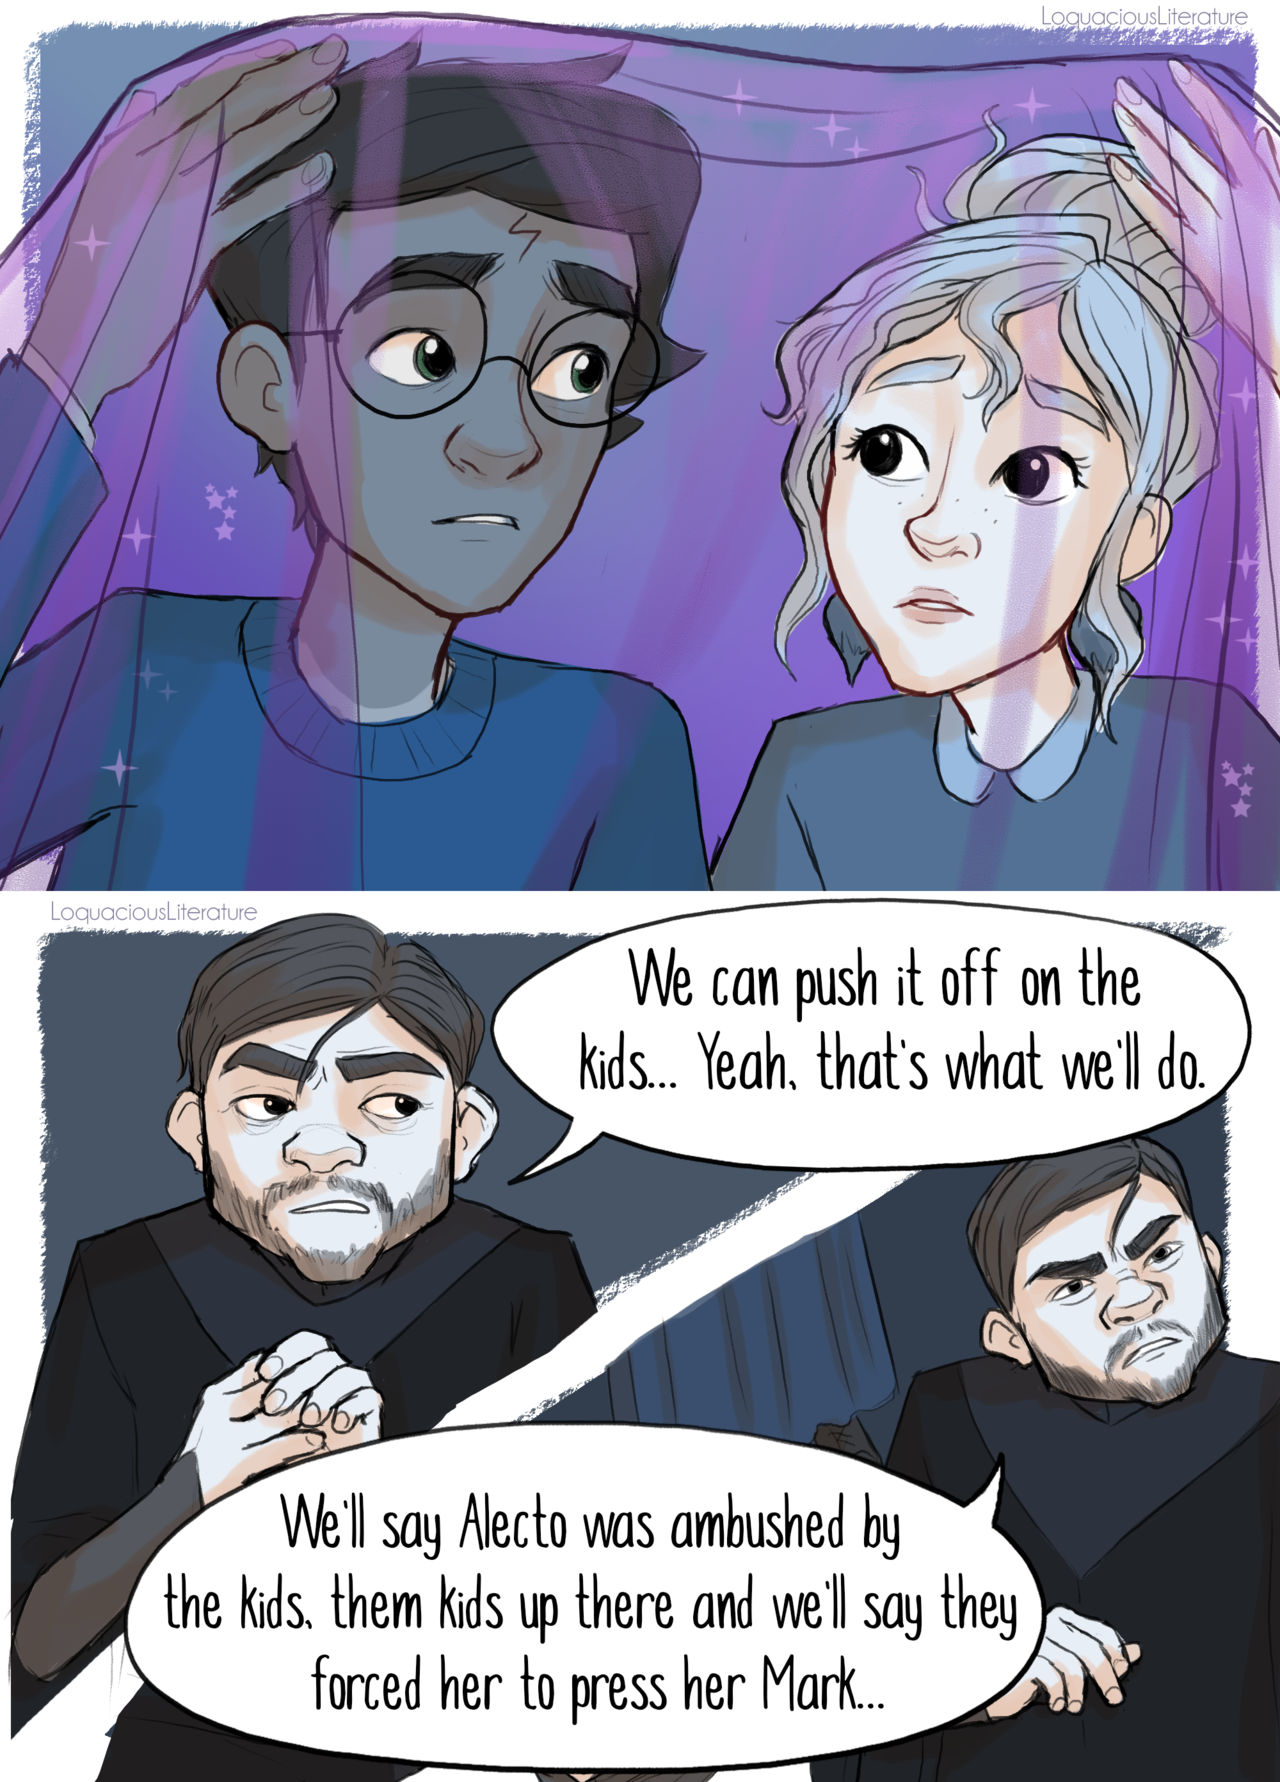 LoquaciousLiterature
LoquaciousLiterature
We can push it off on the
kids... Yeah, that's what we'll do.
We'll say Alecto was ambushed by
the kids, them kids up there and we'll say they
forced her to press her Mark...